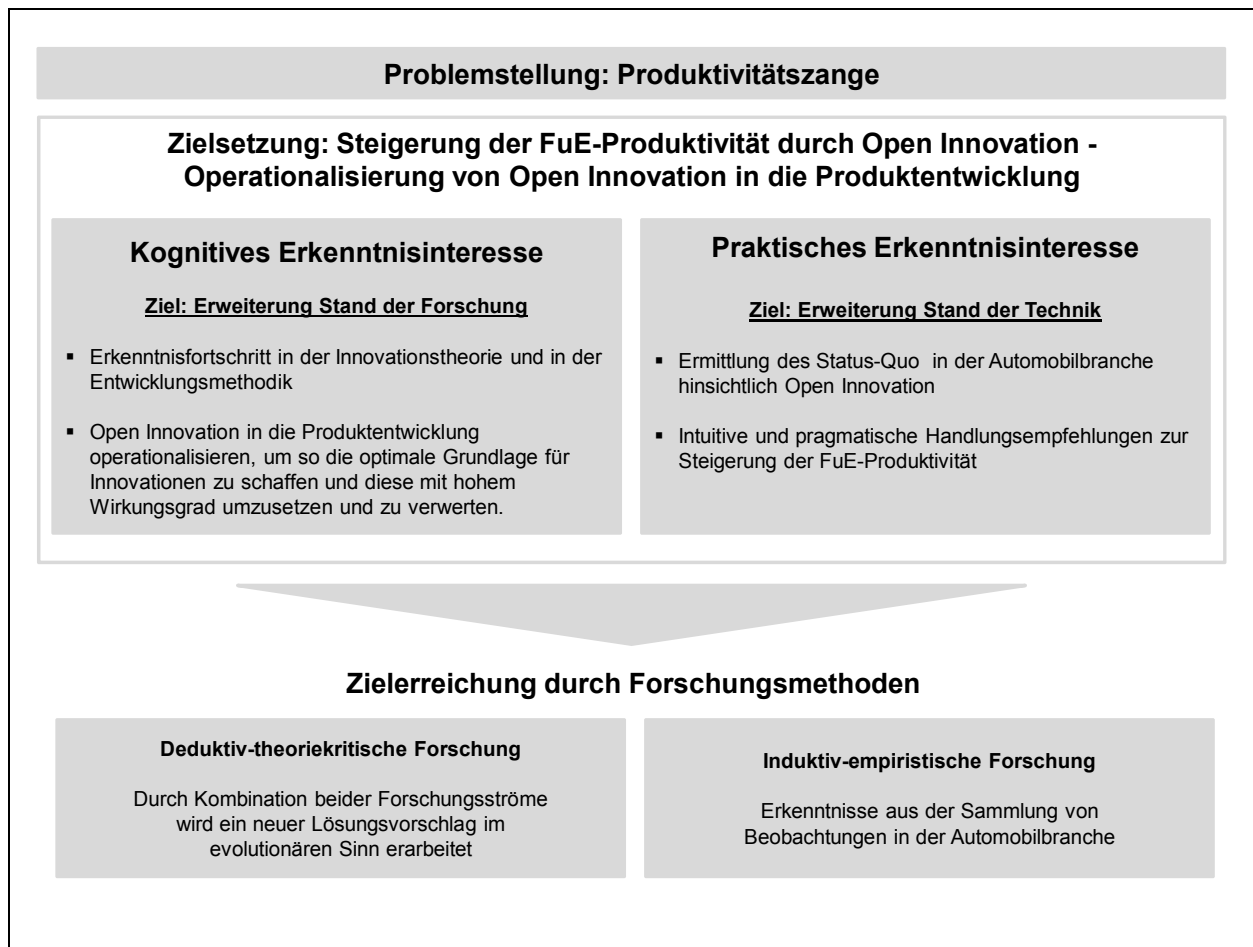 Problemstellung: Produktivitätszange
Zielsetzung: Steigerung der FuE-Produktivität durch Open Innovation -
Operationalisierung von Open Innovation in die Produktentwicklung
Kognitives Erkenntnisinteresse
Ziel: Erweiterung Stand der Forschung
▪ Erkenntnisfortschritt in der Innovationstheorie und in der
Entwicklungsmethodik
▪ Open Innovation in die Produktentwicklung
operationalisieren, um so die optimale Grundlage für
Innovationen zu schaffen und diese mit hohem
Wirkungsgrad umzusetzen und zu verwerten.
Praktisches Erkenntnisinteresse
Ziel: Erweiterung Stand der Technik
▪ Ermittlung des Status-Quo in der Automobilbranche
hinsichtlich Open Innovation
▪ Intuitive und pragmatische Handlungsempfehlungen zur
Steigerung der FuE-Produktivität
Zielerreichung durch Forschungsmethoden
Deduktiv-theoriekritische Forschung
Durch Kombination beider Forschungsströme
wird ein neuer Lösungsvorschlag im
evolutionären Sinn erarbeitet
Induktiv-empiristische Forschung
Erkenntnisse aus der Sammlung von
Beobachtungen in der Automobilbranche